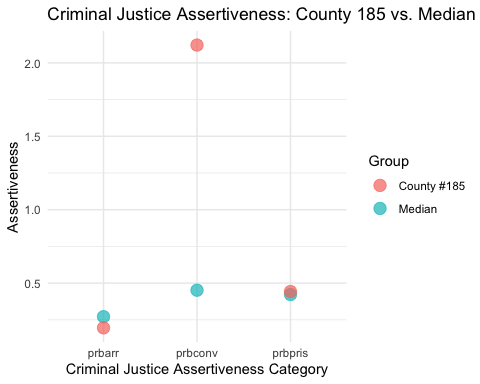 Criminal Justice Assertiveness: County 185 vs. Median
Assertiveness
2.0
1.5
1.0
0.5
prbarr prbconv prbpris
Criminal Justice Assertiveness Category
Group
County #185
Median